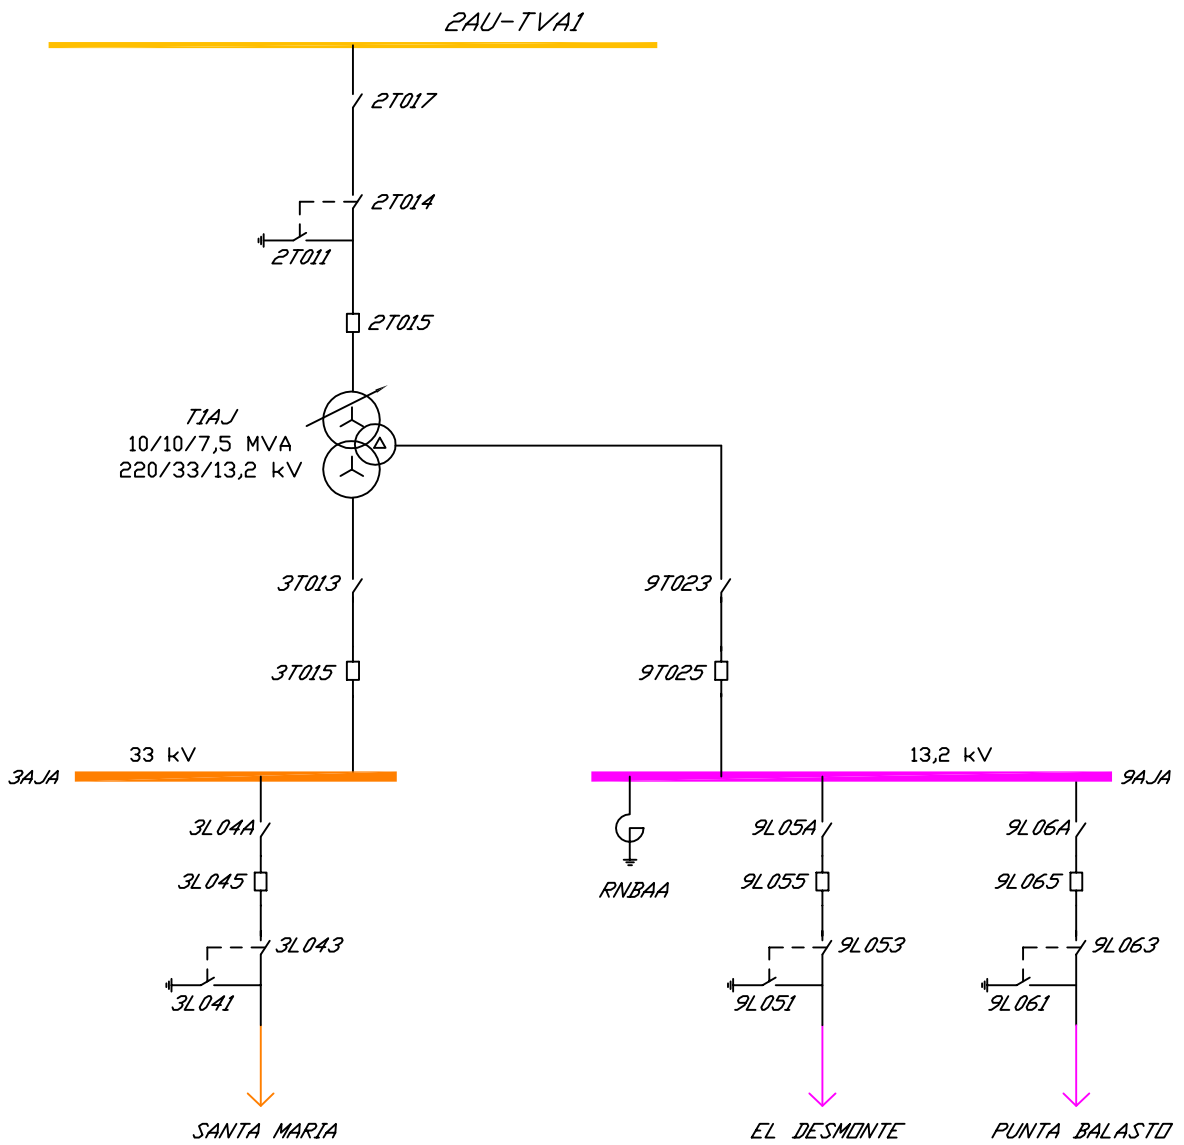 2AU-TVA1
2T017
2T014
2T011
2T015
T1AJ
10/10/7,5 MVA
220/33/13,2 kV
3T013
9T023
3T015
9T025
33 kV
13,2 kV
3AJA
9AJA
3L04A
9L05A
9L06A
3L045
RNBAA
9L055
9L065
3L043
9L053
9L063
3L041
9L051
9L061
SANTA MARIA
EL DESMONTE
PUNTA BALASTO